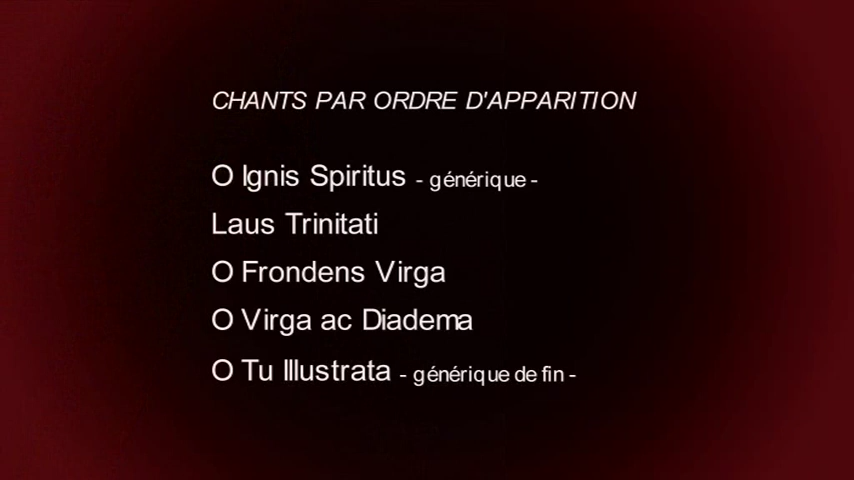 CHANTS PAR ORDRE D'APPARITION
O Ignis Spiritus - générique -
Laus Trinitati
O Frondens Virga
O Virga ac Diadema
O Tu Illustrata - générique de fin -